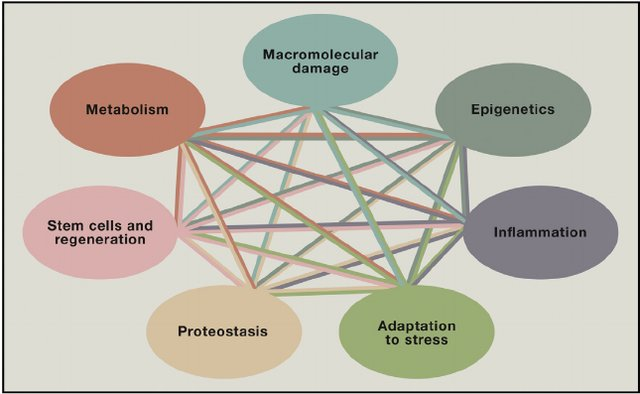 Macromolecular
damage
Metabolism
Epigenetics
Stem cells and
regeneration
Inflammation
Proteostasis
Adaptation
to stress